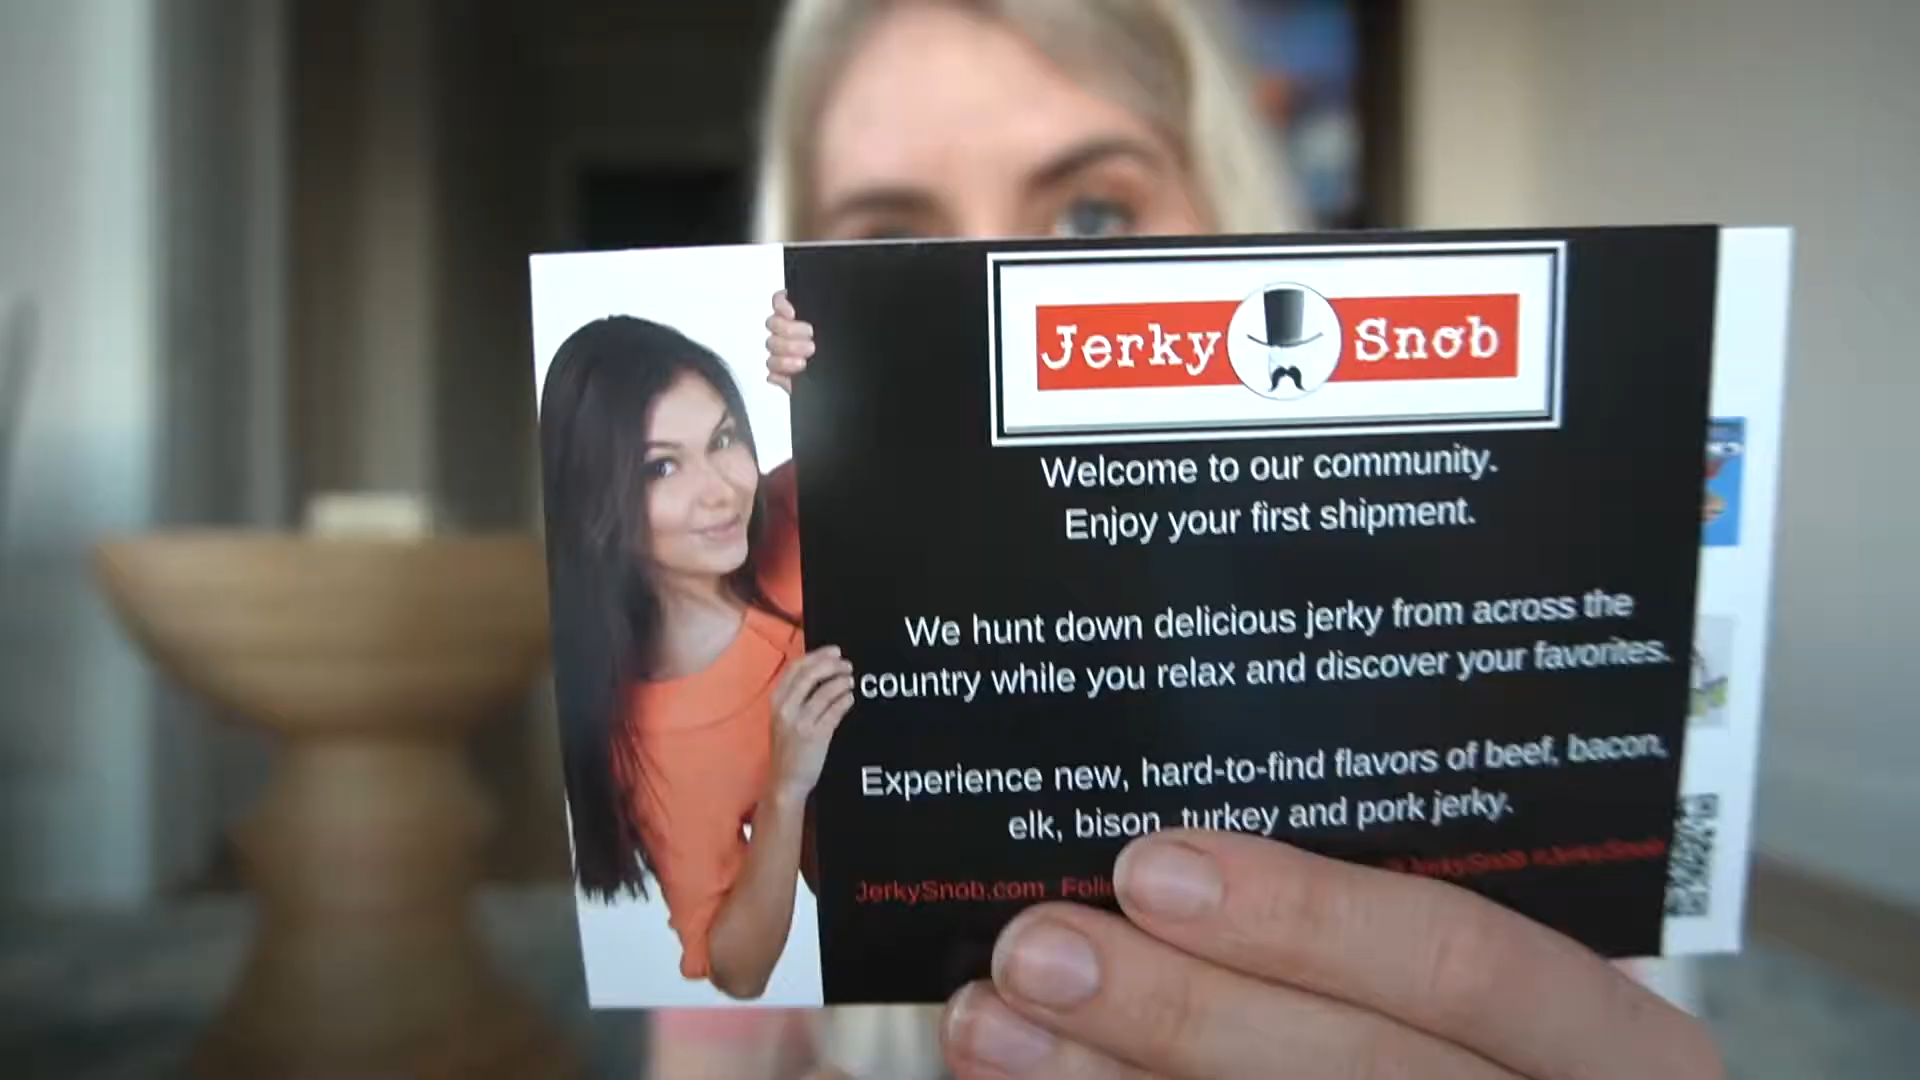 Jerky Snob
Welcome to our community.
Enjoy your first shipment.
We hunt down delicious jerky from across the
country while you relax and discover your favorites.
Experience new, hard-to-find flavors of beef, bacon,
elk, bison, turkey and pork jerky.
JerkySnob.com @JerkySnob #JerkySnob